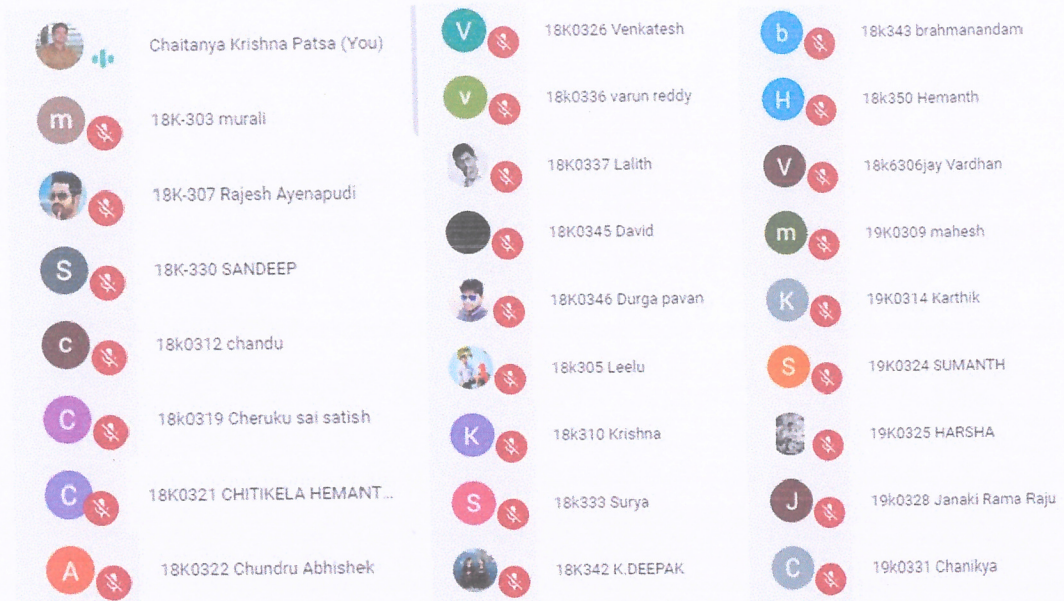 Chaitanya Krishna Patsa (You)
m
18K-303 murali
18K-307 Rajesh Ayenapudi
S
18K-330 SANDEEP
c
18k0312 chandu
C
18k0319 Cheruku sai satish
C
18K0321 CHITIKELA HEMANT...
A
18K0322 Chundru Abhishek
V
18K0326 Venkatesh
v
18k0336 varun reddy
18K0337 Lalith
18K0345 David
18K0346 Durga pavan
18k305 Leelu
K
18k310 Krishna
S
18k333 Surya
18K342 K.DEEPAK
b
18k343 brahmanandam
H
18k350 Hemanth
V
18k6306jay Vardhan
m
19K0309 mahesh
K
19K0314 Karthik
S
19K0324 SUMANTH
19K0325 HARSHA
J
19k0328 Janaki Rama Raju
C
19k0331 Chanikya